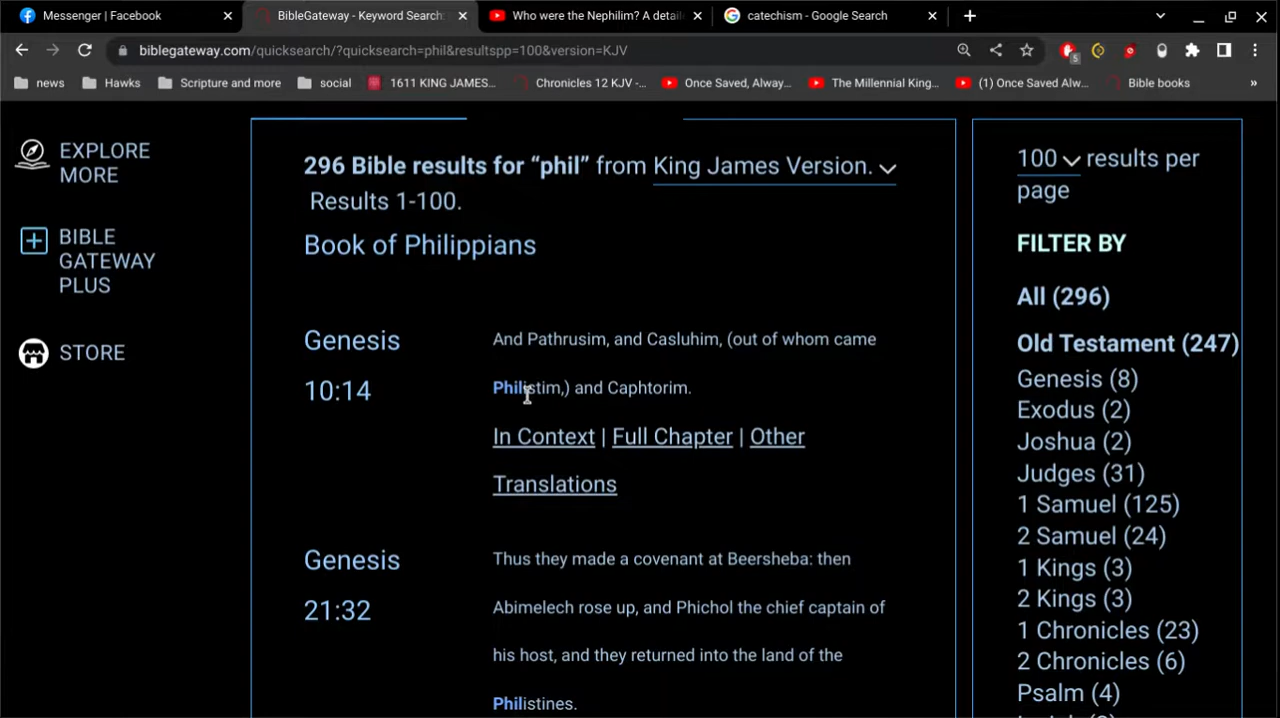 Messenger | Facebook
BibleGateway - Keyword Search:
Who were the Nephilim? A detail
catechism - Google Search
biblegateway.com/quicksearch/?quicksearch=phil&resultspp=100&version=KJV
5
news
Hawks
Scripture and more
social
1611 KING JAMES...
Chronicles 12 KJV -...
Once Saved, Alway...
The Millennial King...
(1) Once Saved Alw...
Bible books
»
EXPLORE
MORE
BIBLE
GATEWAY
PLUS
STORE
296 Bible results for “phil” from King James Version.
Results 1-100.
Book of Philippians
Genesis
10:14
And Pathrusim, and Casluhim, (out of whom came
Philistim,) and Caphtorim.
In Context | Full Chapter | Other
Translations
Genesis
21:32
Thus they made a covenant at Beersheba: then
Abimelech rose up, and Phichol the chief captain of
his host, and they returned into the land of the
Philistines.
100 results per
page
FILTER BY
All (296)
Old Testament (247)
Genesis (8)
Exodus (2)
Joshua (2)
Judges (31)
1 Samuel (125)
2 Samuel (24)
1 Kings (3)
2 Kings (3)
1 Chronicles (23)
2 Chronicles (6)
Psalm (4)